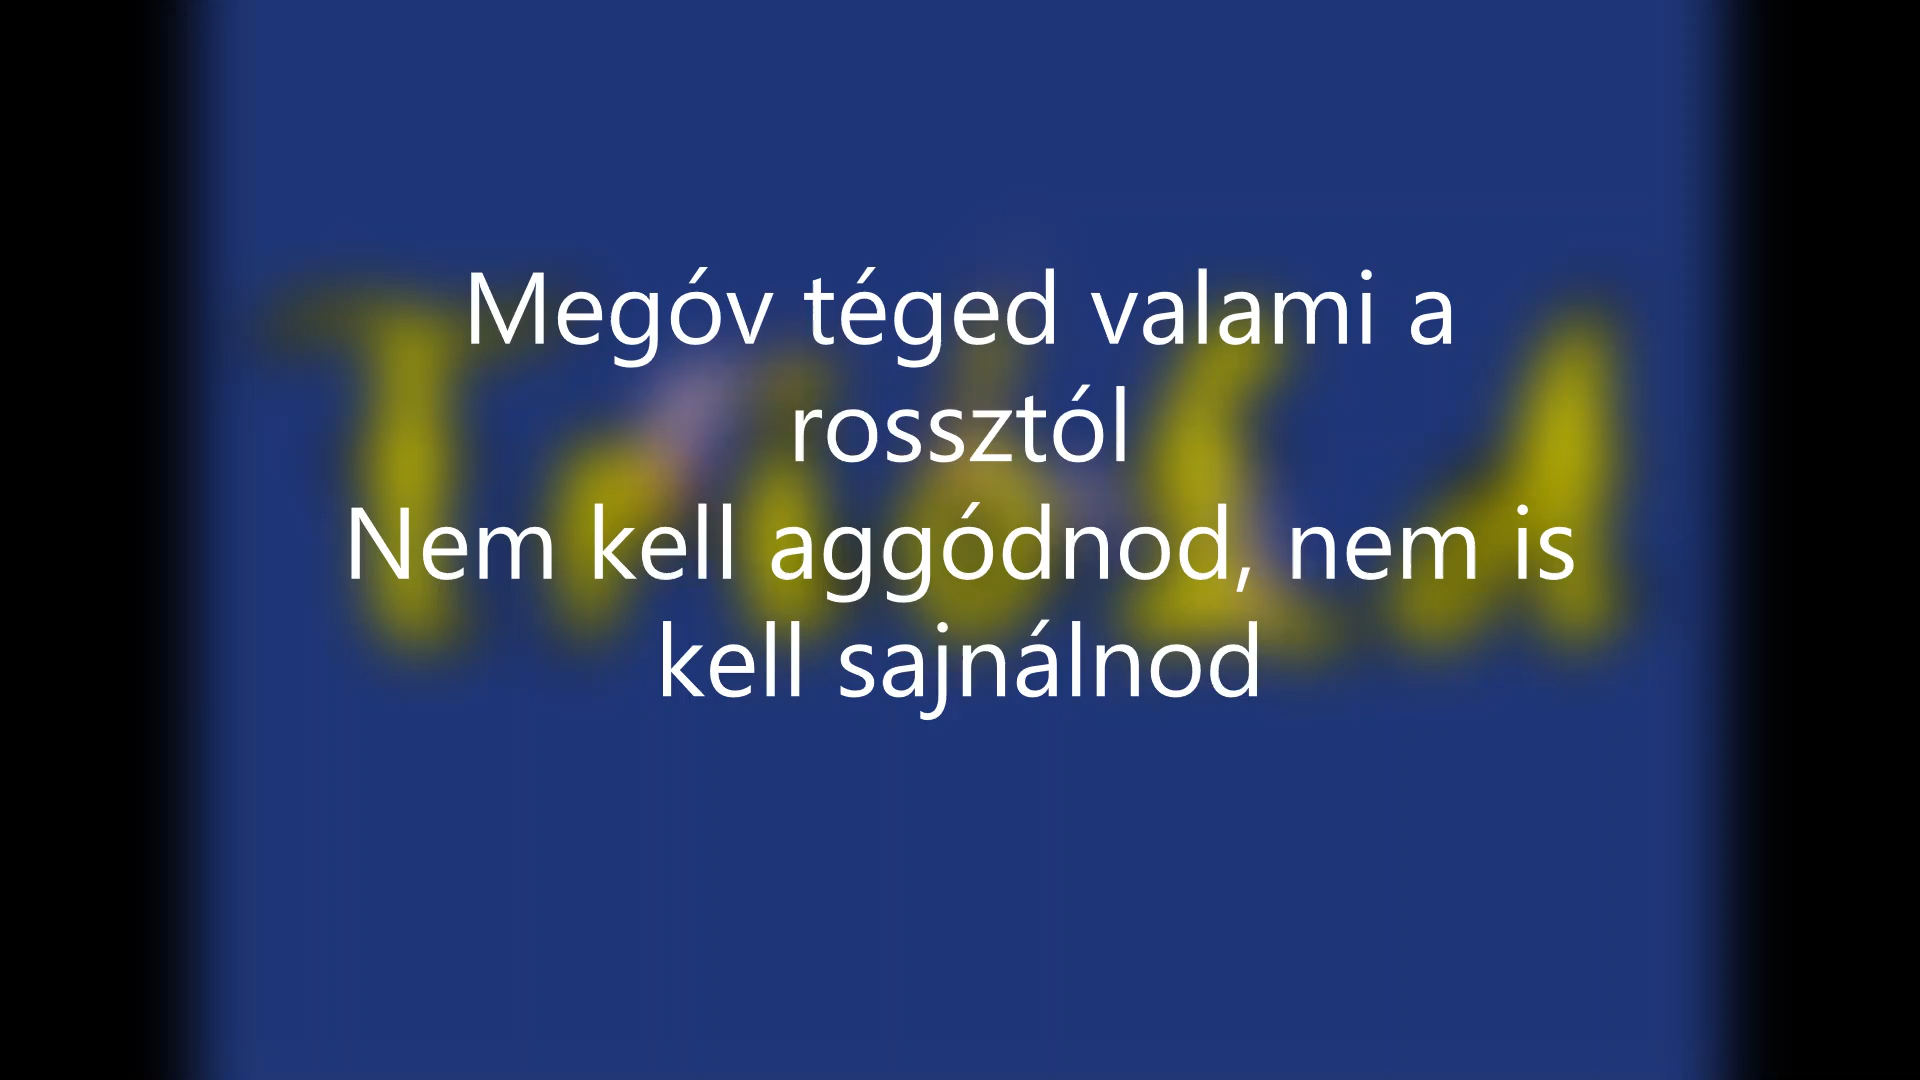 Megóv téged valami a
rossztól
Nem kell aggódnod, nem is
kell sajnálnod